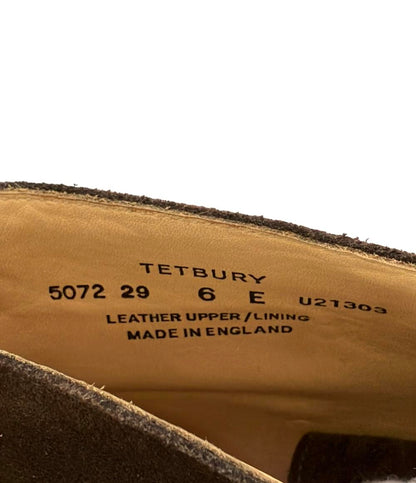 TETBURY
5072 29 6 E U21303
LEATHER UPPER/LINING
MADE IN ENGLAND